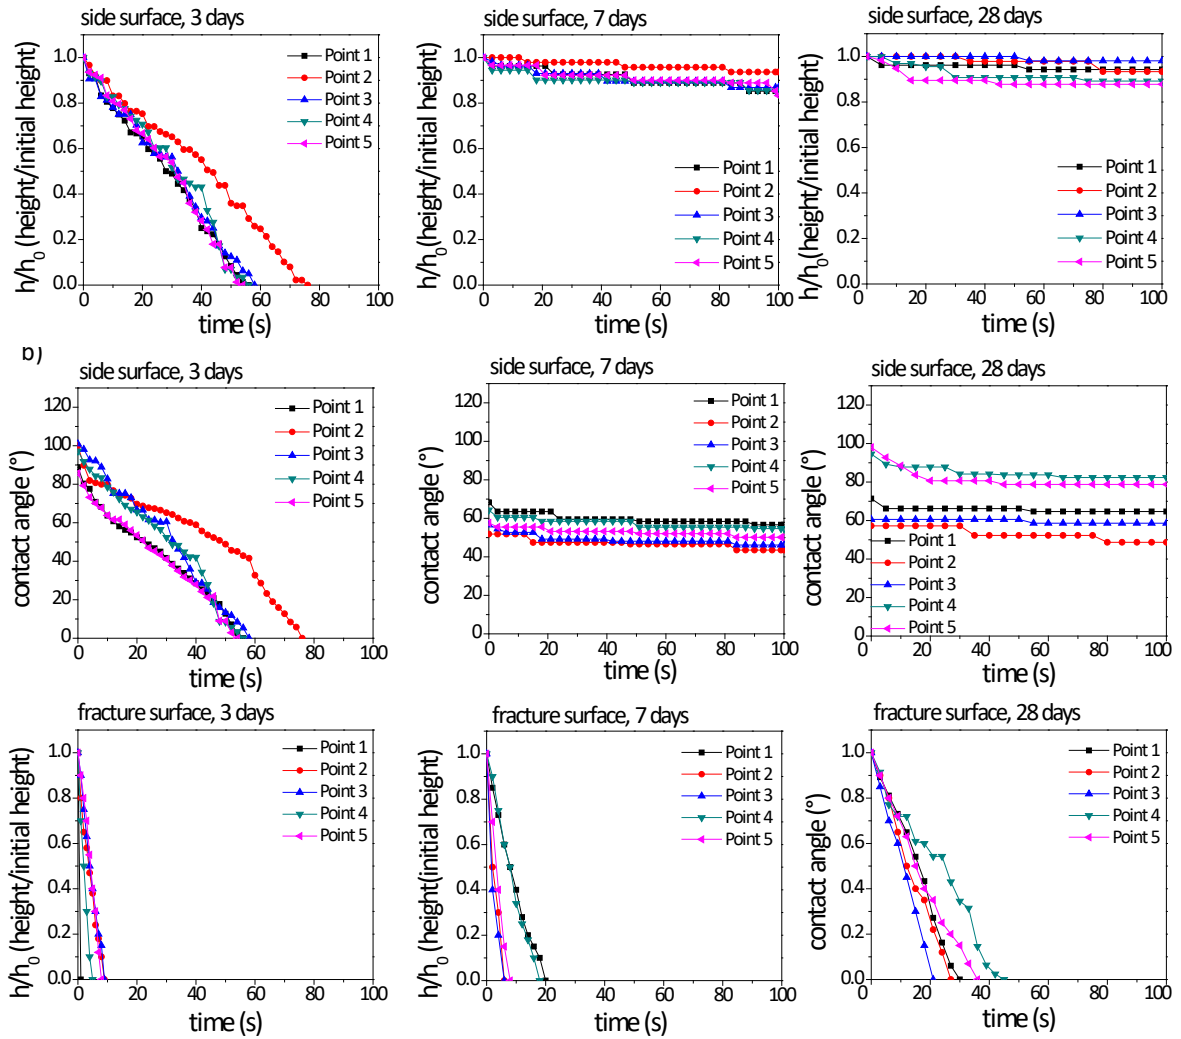 side surface, 3 days
h/h0 (height/initial height)
1.0
0.8
0.6
0.4
0.2
0.0
0 20 40 60 80 100
time (s)
Point 1
Point 2
Point 3
Point 4
Point 5
side surface, 7 days
h/h0 (height/initial height)
1.0
0.8
0.6
0.4
0.2
0.0
0 20 40 60 80 100
time (s)
Point 1
Point 2
Point 3
Point 4
Point 5
side surface, 28 days
h/h0(height/initial height)
1.0
0.8
0.6
0.4
0.2
0.0
0 20 40 60 80 100
time (s)
Point 1
Point 2
Point 3
Point 4
Point 5
b)
side surface, 3 days
contact angle (°)
120
100
80
60
40
20
0
0 20 40 60 80 100
time (s)
Point 1
Point 2
Point 3
Point 4
Point 5
side surface, 7 days
contact angle (°)
120
100
80
60
40
20
0
0 20 40 60 80 100
time (s)
Point 1
Point 2
Point 3
Point 4
Point 5
side surface, 28 days
contact angle (°)
120
100
80
60
40
20
0
0 20 40 60 80 100
time (s)
Point 1
Point 2
Point 3
Point 4
Point 5
fracture surface, 3 days
h/h0 (height/initial height)
1.0
0.8
0.6
0.4
0.2
0.0
0 20 40 60 80 100
time (s)
Point 1
Point 2
Point 3
Point 4
Point 5
fracture surface, 7 days
h/h0 (height(initial height)
1.0
0.8
0.6
0.4
0.2
0.0
0 20 40 60 80 100
time (s)
Point 1
Point 2
Point 3
Point 4
Point 5
fracture surface, 28 days
contact angle (°)
1.0
0.8
0.6
0.4
0.2
0.0
0 20 40 60 80 100
time (s)
Point 1
Point 2
Point 3
Point 4
Point 5